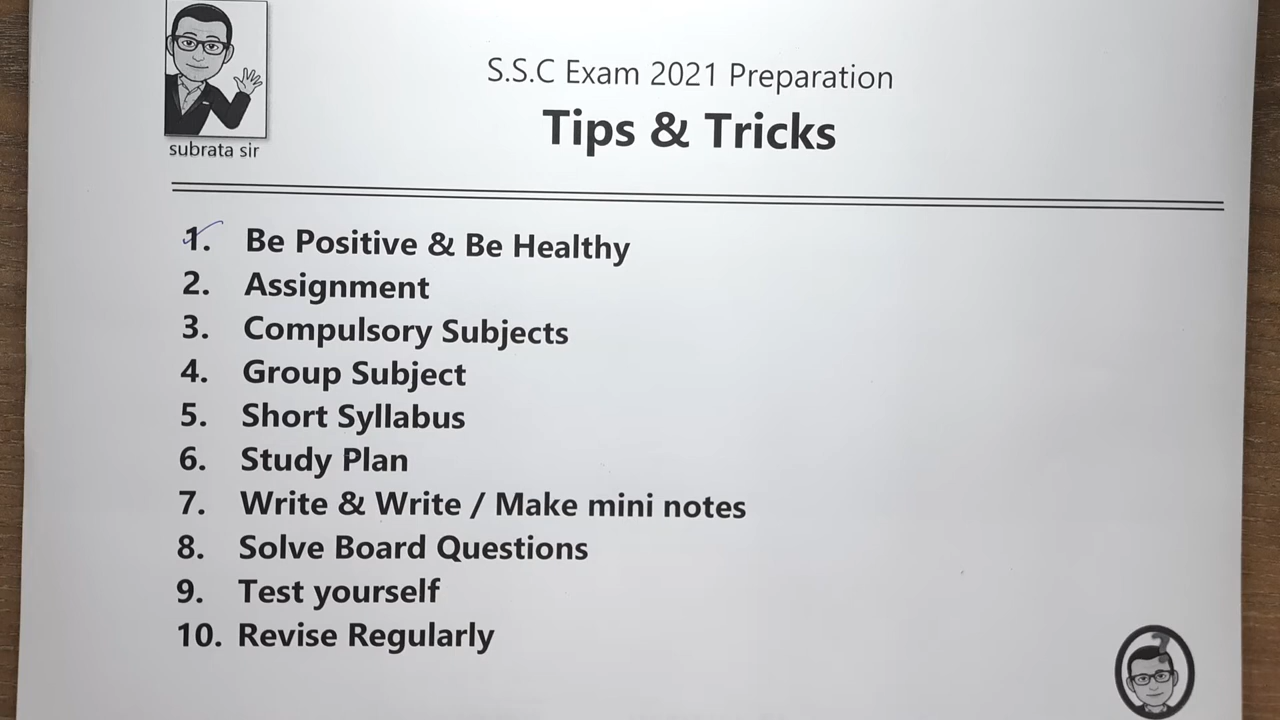 S.S.C Exam 2021 Preparation
Tips & Tricks
subrata sir
1. Be Positive & Be Healthy
2. Assignment
3. Compulsory Subjects
4. Group Subject
5. Short Syllabus
6. Study Plan
7. Write & Write / Make mini notes
8. Solve Board Questions
9. Test yourself
10. Revise Regularly
?